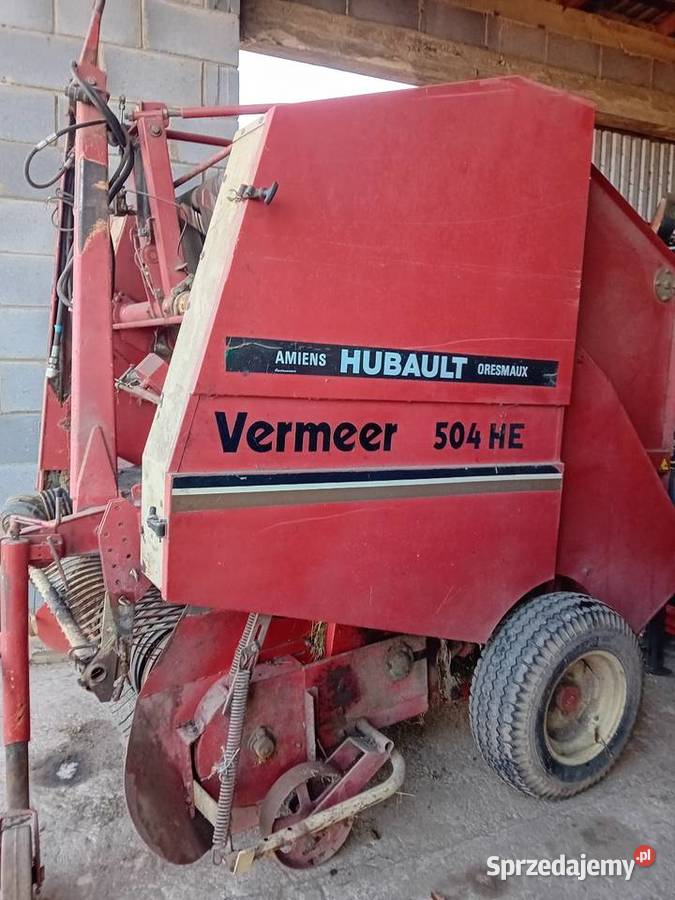 AMIENS HUBAULT ORESMAUX
Vermeer 504 HE
Sprzedajemy.pl